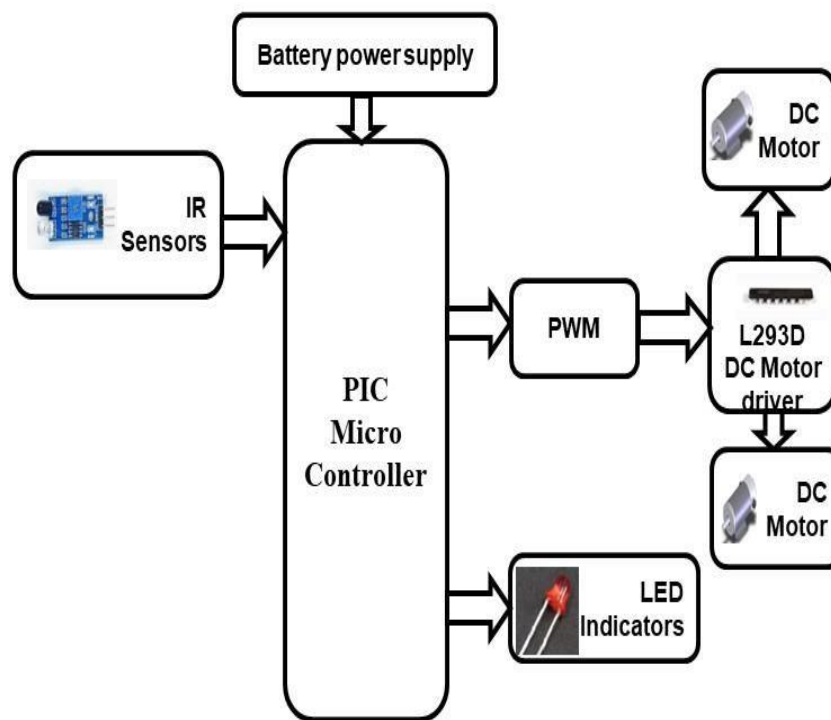 Battery power supply
DC
Motor
IR
Sensors
PWM
L293D
DC Motor
driver
PIC
Micro
Controller
DC
Motor
LED
Indicators